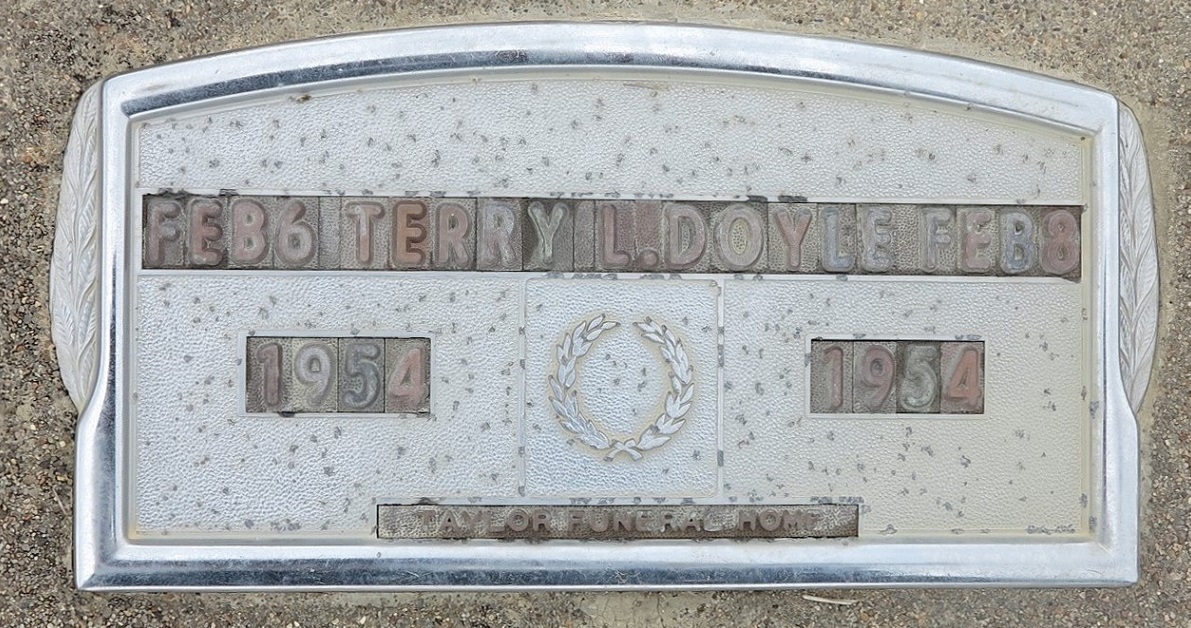 FEB6 TERRY L. DOYLE FEB8
1954 1954
TAYLOR FUNERAL HOME